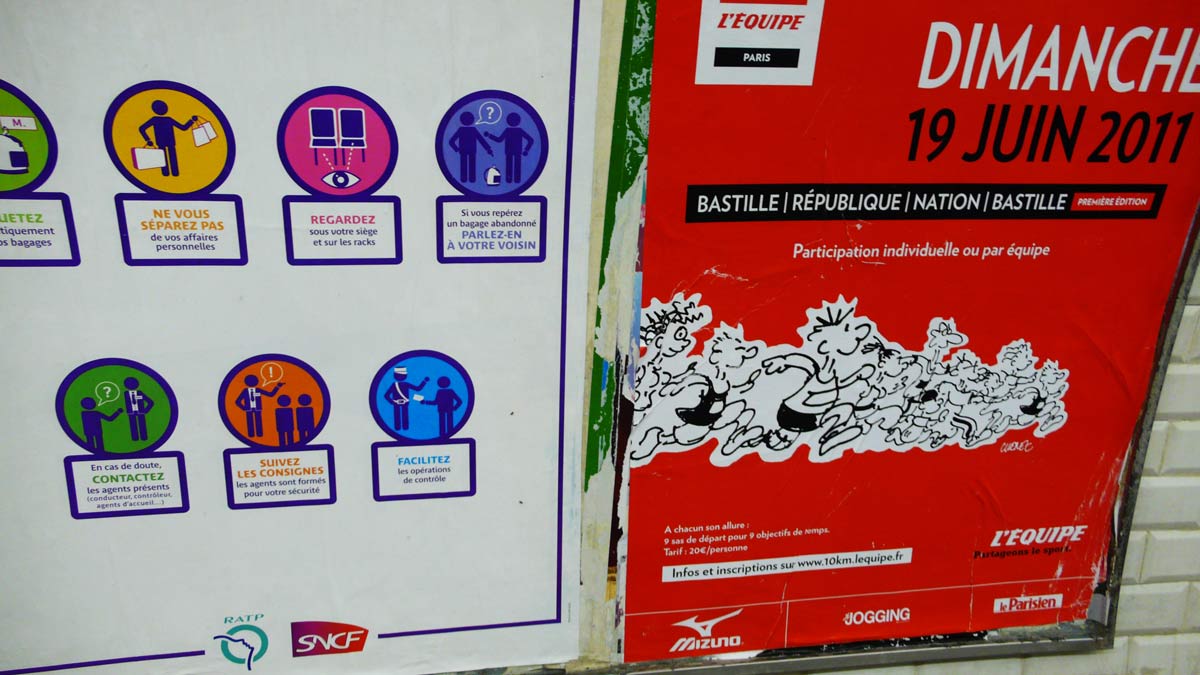 M.
NE VOUS
SÉPAREZ PAS
de vos affaires
personnelles
REGARDEZ
sous votre siège
et sur les racks
?
Si vous repérez
un bagage abandonné
PARLEZ-EN
À VOTRE VOISIN
?
En cas de doute,
CONTACTEZ
les agents présents
(conducteur, contrôleur,
agents d'accueil...)
!
SUIVEZ
LES CONSIGNES
les agents sont formés
pour votre sécurité
FACILITEZ
les opérations
de contrôle
RATP
SNCF
L'ÉQUIPE
PARIS
DIMANCHE
19 JUIN 2011
BASTILLE | RÉPUBLIQUE | NATION | BASTILLE PREMIÈRE ÉDITION
Participation individuelle ou par équipe
A chacun son allure :
9 sas de départ pour 9 objectifs de temps.
Tarif : 20€/personne
Infos et inscriptions sur www.10km.lequipe.fr
L'ÉQUIPE
Partageons le sport.
MIZUNO
JOGGING
le Parisien